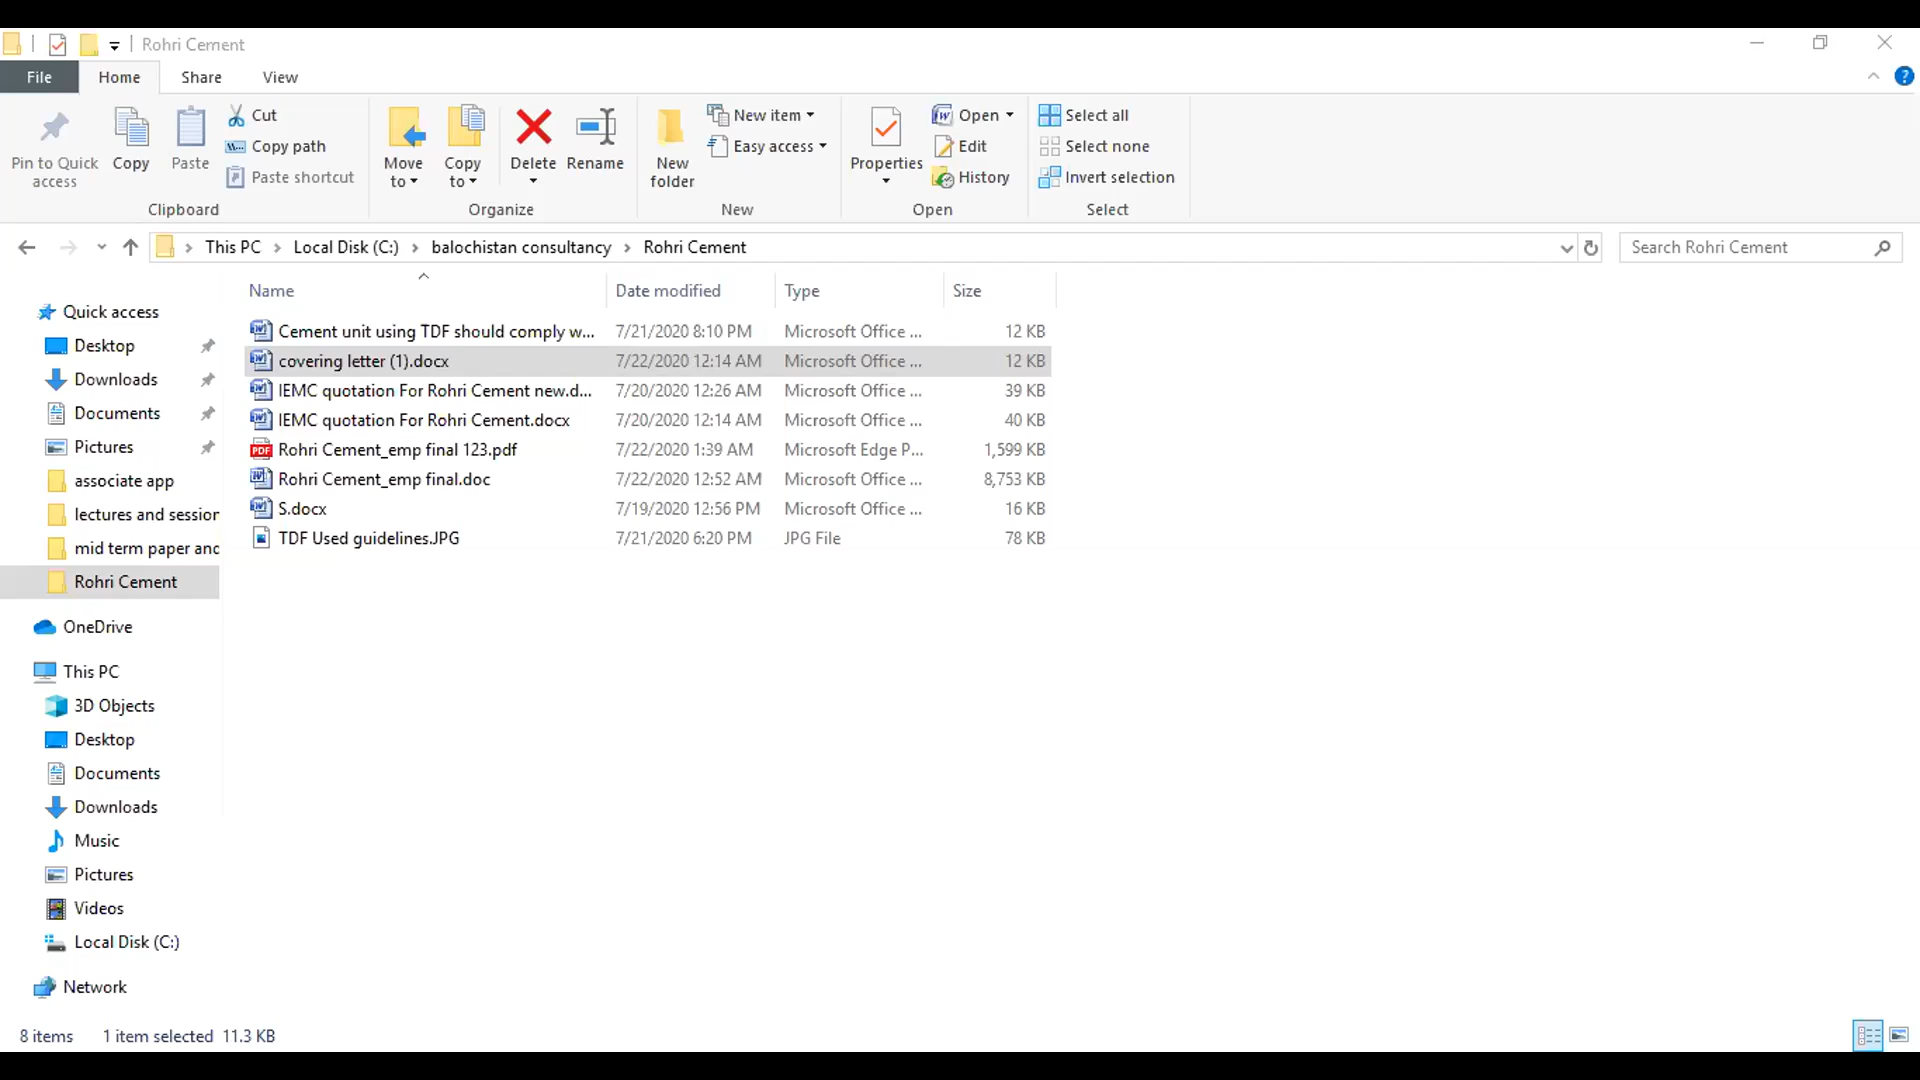 Rohri Cement
File Home Share View
Pin to Quick access
Copy
Paste
Cut
Copy path
Paste shortcut
Clipboard
Move to
Copy to
Delete
Rename
Organize
New folder
New item
Easy access
New
Properties
Open
Edit
History
Open
Select all
Select none
Invert selection
Select
This PC > Local Disk (C:) > balochistan consultancy > Rohri Cement
Search Rohri Cement
Quick access
Desktop
Downloads
Documents
Pictures
associate app
lectures and session
mid term paper and
Rohri Cement
OneDrive
This PC
3D Objects
Desktop
Documents
Downloads
Music
Pictures
Videos
Local Disk (C:)
Network
Name Date modified Type Size
Cement unit using TDF should comply w... 7/21/2020 8:10 PM Microsoft Office ... 12 KB
covering letter (1).docx 7/22/2020 12:14 AM Microsoft Office ... 12 KB
IEMC quotation For Rohri Cement new.d... 7/20/2020 12:26 AM Microsoft Office ... 39 KB
IEMC quotation For Rohri Cement.docx 7/20/2020 12:14 AM Microsoft Office ... 40 KB
PDF Rohri Cement_emp final 123.pdf 7/22/2020 1:39 AM Microsoft Edge P... 1,599 KB
Rohri Cement_emp final.doc 7/22/2020 12:52 AM Microsoft Office ... 8,753 KB
S.docx 7/19/2020 12:56 PM Microsoft Office ... 16 KB
TDF Used guidelines.JPG 7/21/2020 6:20 PM JPG File 78 KB
8 items 1 item selected 11.3 KB